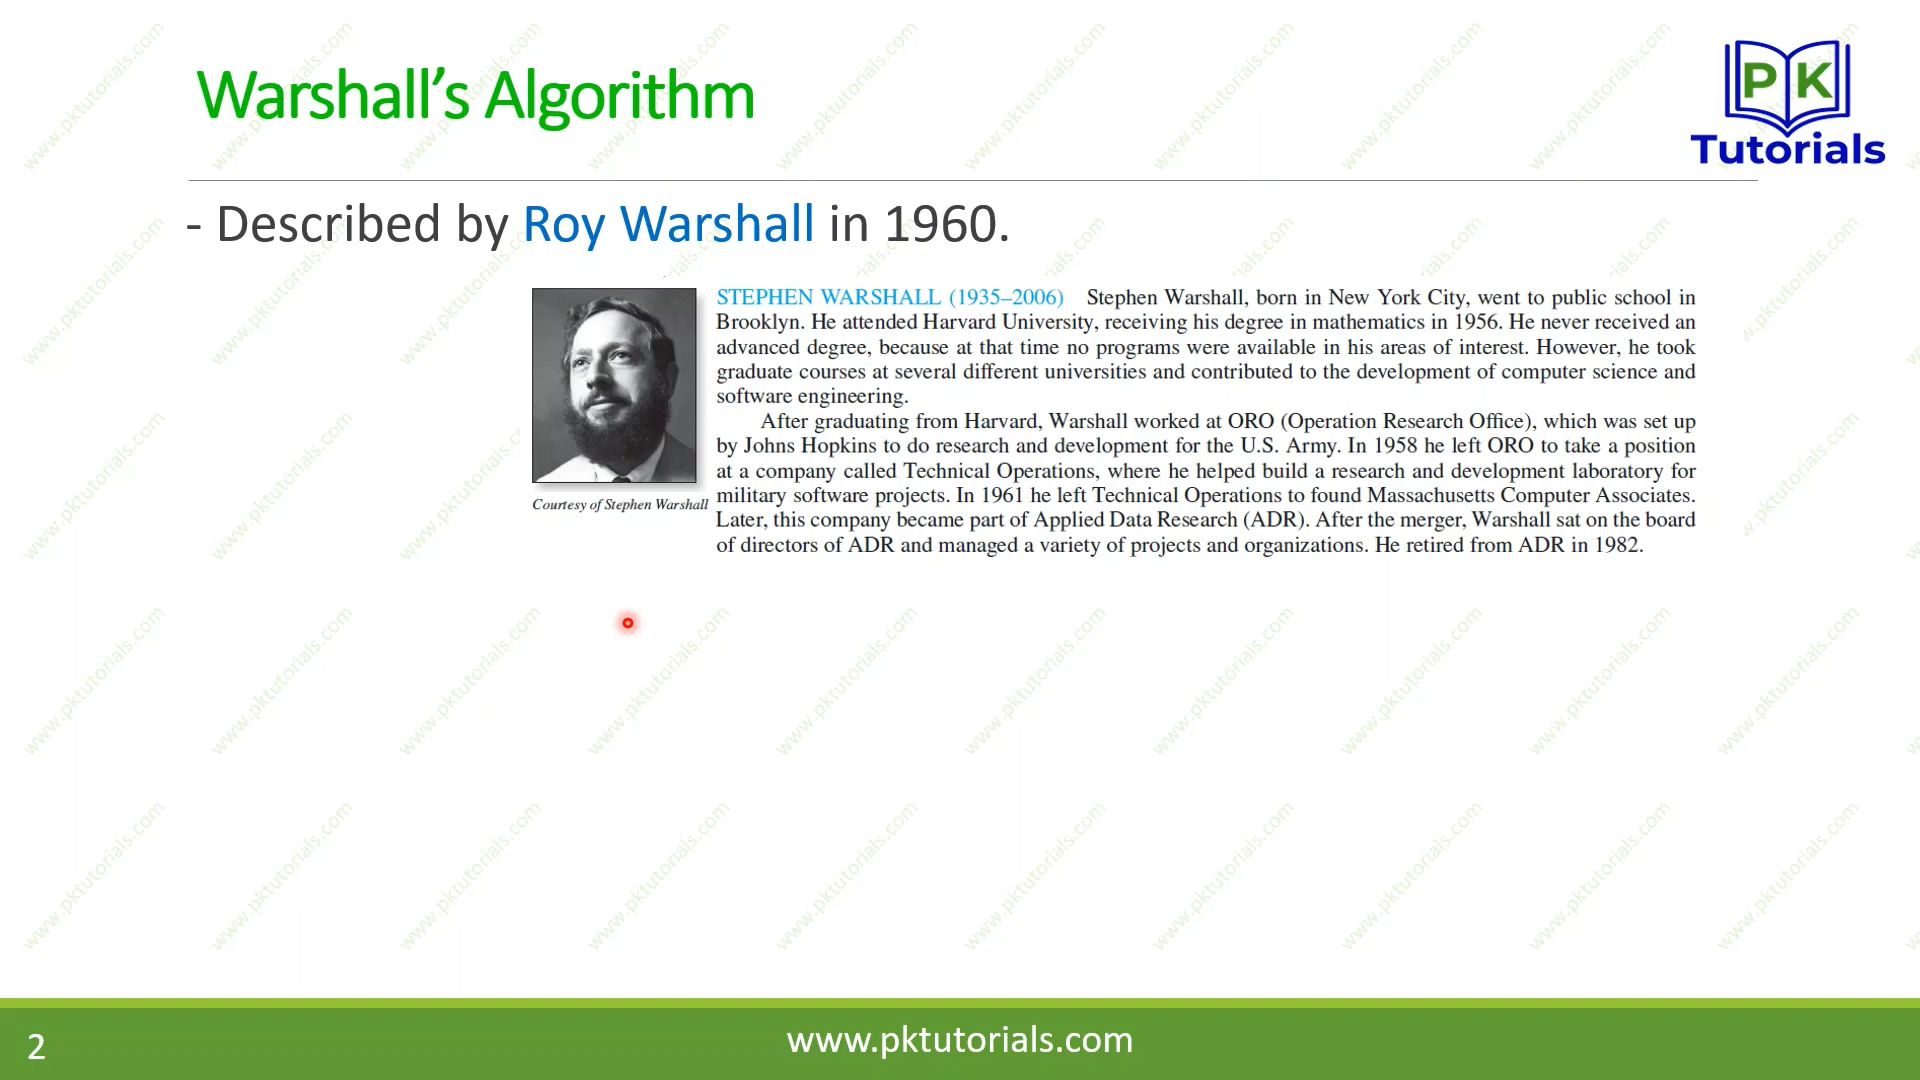 Warshall's Algorithm
P K
Tutorials
- Described by Roy Warshall in 1960.
STEPHEN WARSHALL (1935–2006) Stephen Warshall, born in New York City, went to public school in
Brooklyn. He attended Harvard University, receiving his degree in mathematics in 1956. He never received an
advanced degree, because at that time no programs were available in his areas of interest. However, he took
graduate courses at several different universities and contributed to the development of computer science and
software engineering.
After graduating from Harvard, Warshall worked at ORO (Operation Research Office), which was set up
by Johns Hopkins to do research and development for the U.S. Army. In 1958 he left ORO to take a position
at a company called Technical Operations, where he helped build a research and development laboratory for
military software projects. In 1961 he left Technical Operations to found Massachusetts Computer Associates.
Later, this company became part of Applied Data Research (ADR). After the merger, Warshall sat on the board
of directors of ADR and managed a variety of projects and organizations. He retired from ADR in 1982.
Courtesy of Stephen Warshall
www.pktutorials.com
2
www.pktutorials.com